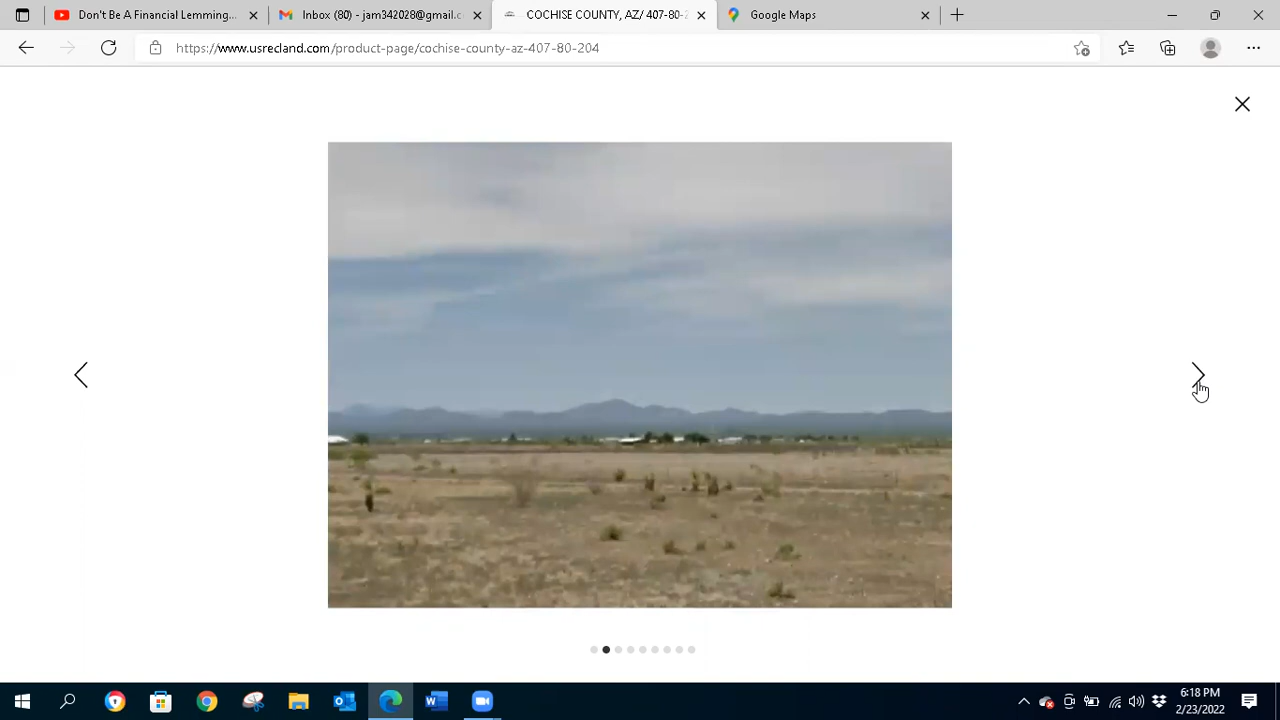 Don't Be A Financial Lemming...
Inbox (80) - jam342028@gmail.c
COCHISE COUNTY, AZ/ 407-80-2
Google Maps
https://www.usrecland.com/product-page/cochise-county-az-407-80-204
6:18 PM
2/23/2022